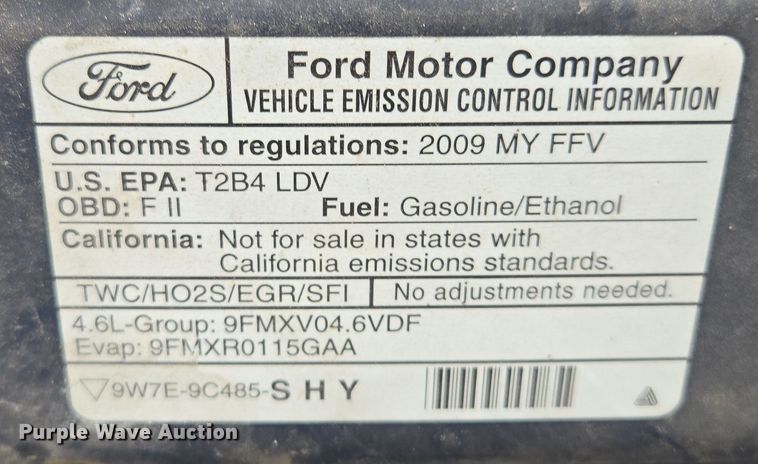 Ford
Ford Motor Company
VEHICLE EMISSION CONTROL INFORMATION
Conforms to regulations: 2009 MY FFV
U.S. EPA: T2B4 LDV
OBD: F II Fuel: Gasoline/Ethanol
California: Not for sale in states with
California emissions standards.
TWC/HO2S/EGR/SFI No adjustments needed.
4.6L-Group: 9FMXV04.6VDF
Evap: 9FMXR0115GAA
9W7E-9C485-S H Y
Purple Wave Auction